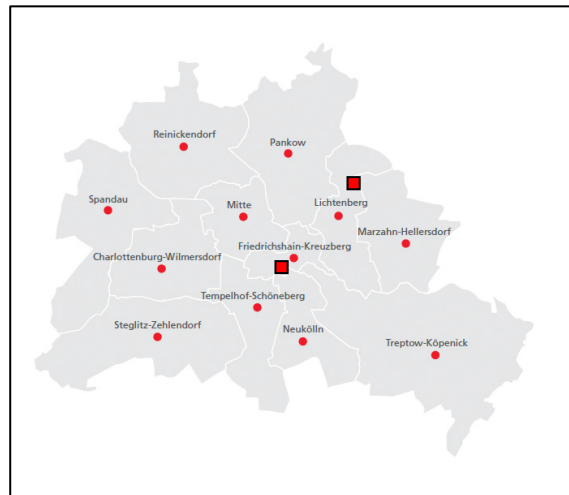 Reinickendorf
Pankow
Spandau
Mitte
Lichtenberg
Marzahn-Hellersdorf
Friedrichshain-Kreuzberg
Charlottenburg-Wilmersdorf
Tempelhof-Schöneberg
Steglitz-Zehlendorf
Neukölln
Treptow-Köpenick